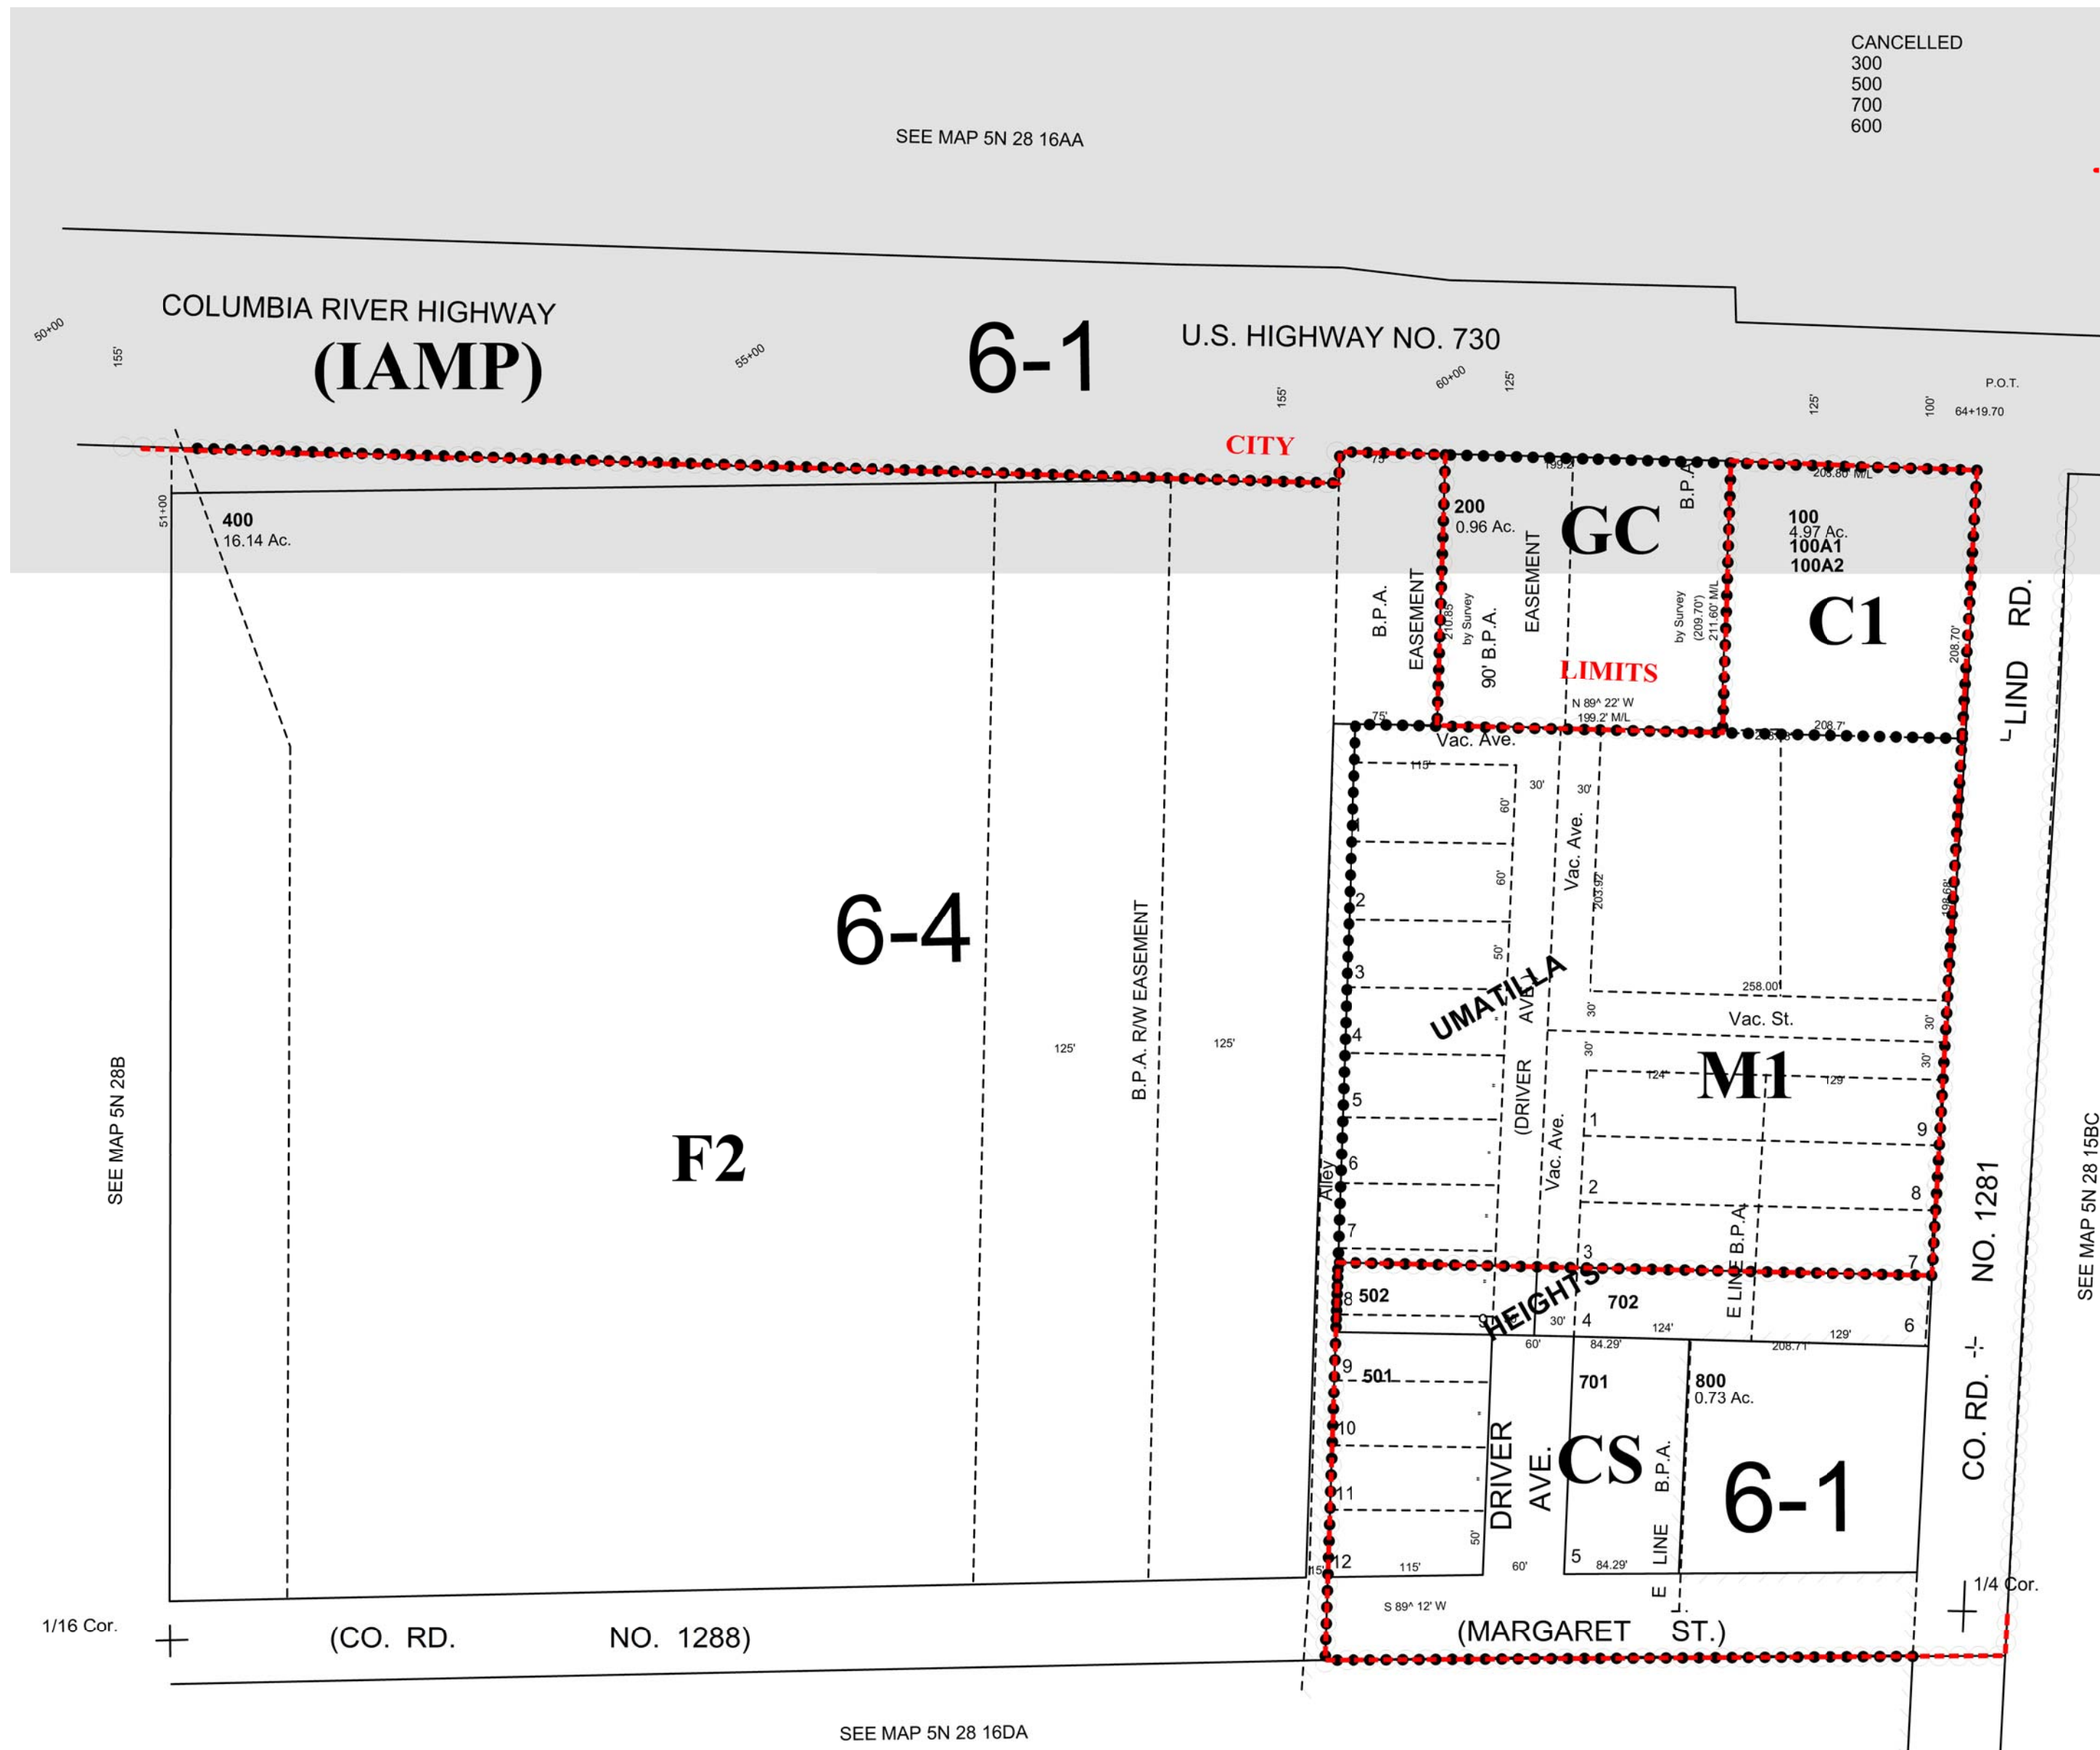 CANCELLED
300
500
700
600
SEE MAP 5N 28 16AA
COLUMBIA RIVER HIGHWAY
(IAMP)
6-1
U.S. HIGHWAY NO. 730
50+00
155'
55+00
155'
60+00
125'
125'
100'
P.O.T.
64+19.70
CITY
75'
B.P.A.
51+00
400
16.14 Ac.
200
0.96 Ac.
GC
203.80' M/L
100
4.97 Ac.
100A1
100A2
C1
B.P.A.
EASEMENT
210.85'
by Survey
90' B.P.A.
EASEMENT
by Survey
(209.70')
211.60' M/L
208.70'
LIND RD.
LIMITS
N 89^ 22' W
199.2' M/L
75'
208.7'
Vac. Ave.
115'
30'
30'
60'
1
Vac. Ave.
60'
203.92'
198.68'
2
50'
3
6-4
UMATILLA
258.00'
30'
Vac. St.
30'
4
AVE.)
(DRIVER
125'
B.P.A. R/W EASEMENT
125'
30'
30'
M1
124'
129'
SEE MAP 5N 28B
F2
5
1
9
6
Alley
Vac. Ave.
2
8
7
3
7
E LINE B.P.A.
CO. RD. NO. 1281
SEE MAP 5N 28 15BC
8
502
HEIGHTS
9
30'
4
702
124'
129'
6
60'
84.29'
208.71'
9
501
701
800
0.73 Ac.
10
DRIVER
AVE.
CS
E LINE B.P.A.
6-1
11
50'
12
15'
115'
60'
5
84.29'
1/4 Cor.
S 89^ 12' W
1/16 Cor.
(CO. RD. NO. 1288)
(MARGARET ST.)
SEE MAP 5N 28 16DA